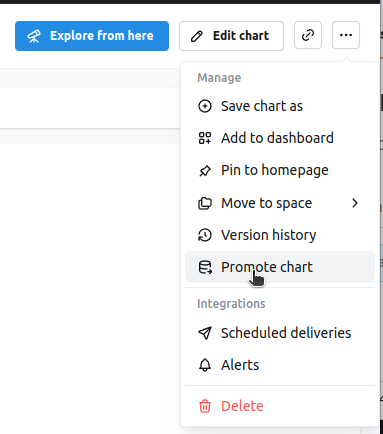 Explore from here
Edit chart
Manage
Save chart as
Add to dashboard
Pin to homepage
Move to space
Version history
Promote chart
Integrations
Scheduled deliveries
Alerts
Delete